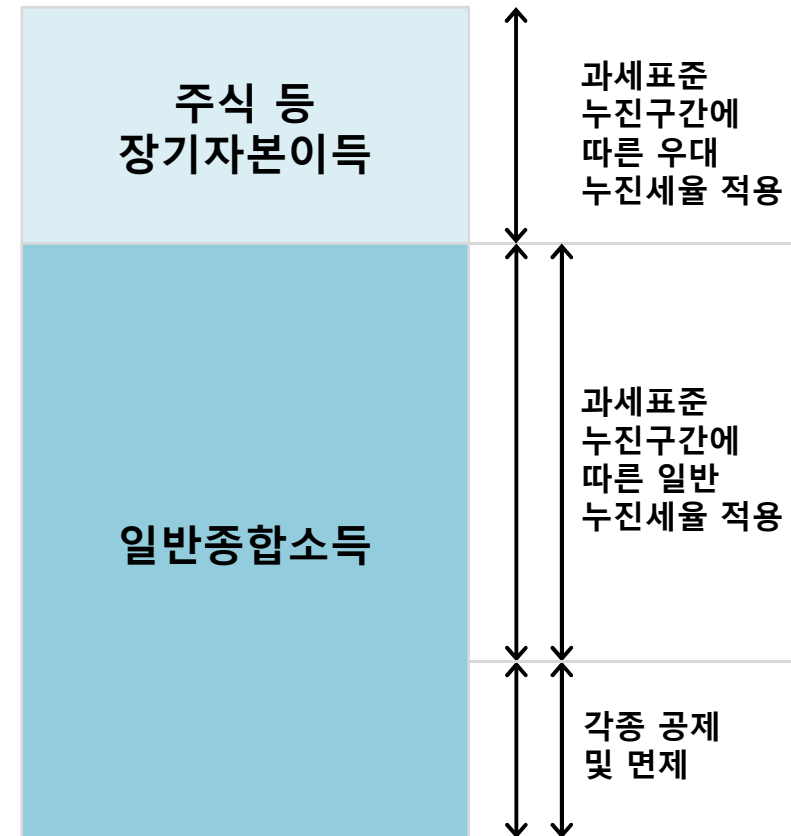 주식 등
장기자본이득
과세표준
누진구간에
따른 우대
누진세율 적용
일반종합소득
과세표준
누진구간에
따른 일반
누진세율 적용
각종 공제
및 면제